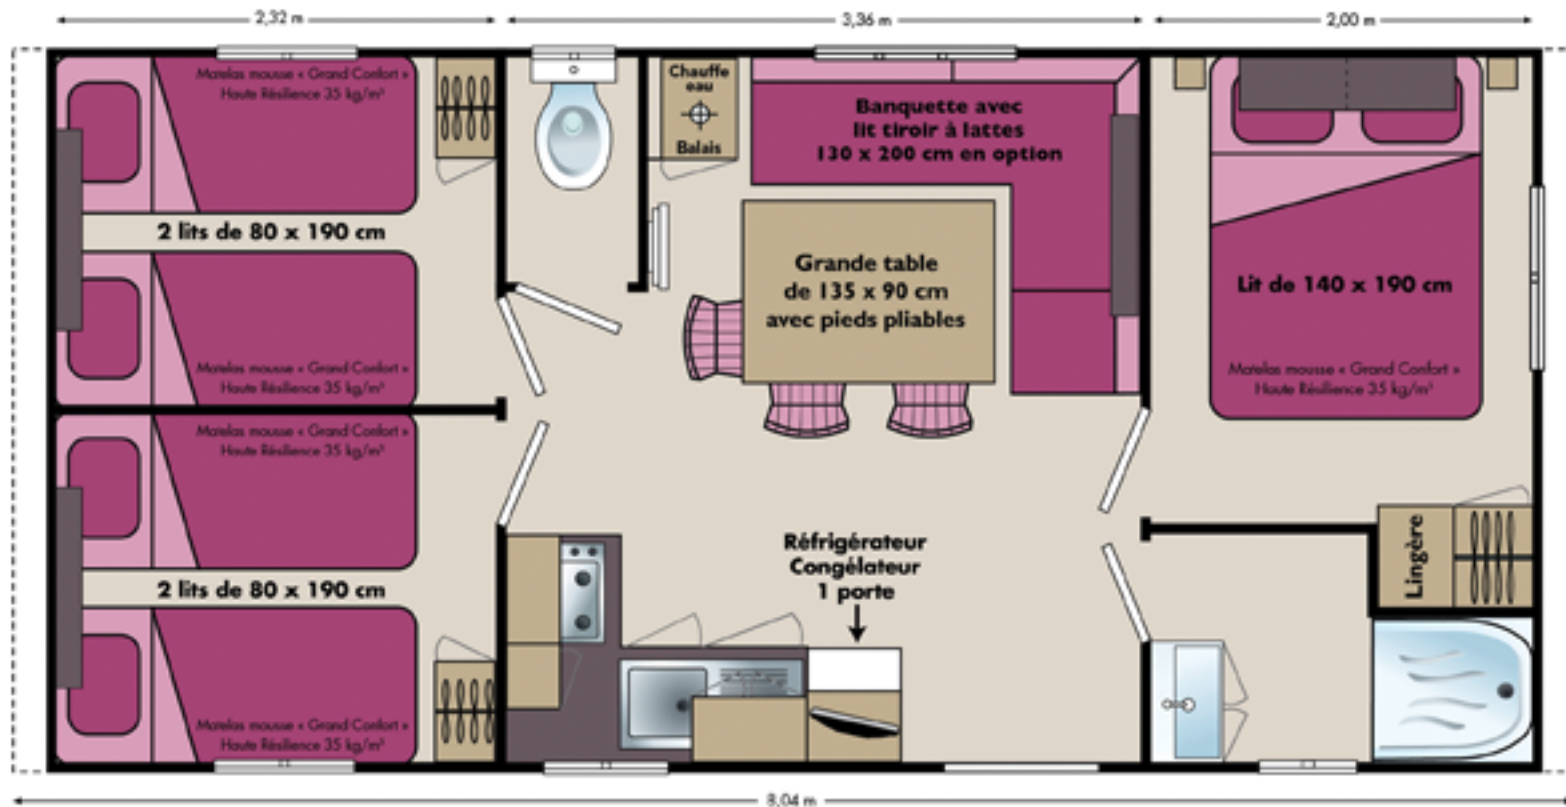 2,32 m
3,36 m
2,00 m
Matelas mousse « Grand Confort »
Haute Résilience 35 kg/m³
Chauffe
eau
Balais
Banquette avec
lit tiroir à lattes
130 x 200 cm en option
2 lits de 80 x 190 cm
Grande table
de 135 x 90 cm
avec pieds pliables
Lit de 140 x 190 cm
Matelas mousse « Grand Confort »
Haute Résilience 35 kg/m³
Matelas mousse « Grand Confort »
Haute Résilience 35 kg/m³
Matelas mousse « Grand Confort »
Haute Résilience 35 kg/m³
Réfrigérateur
Congélateur
1 porte
Lingère
2 lits de 80 x 190 cm
Matelas mousse « Grand Confort »
Haute Résilience 35 kg/m³
8,04 m